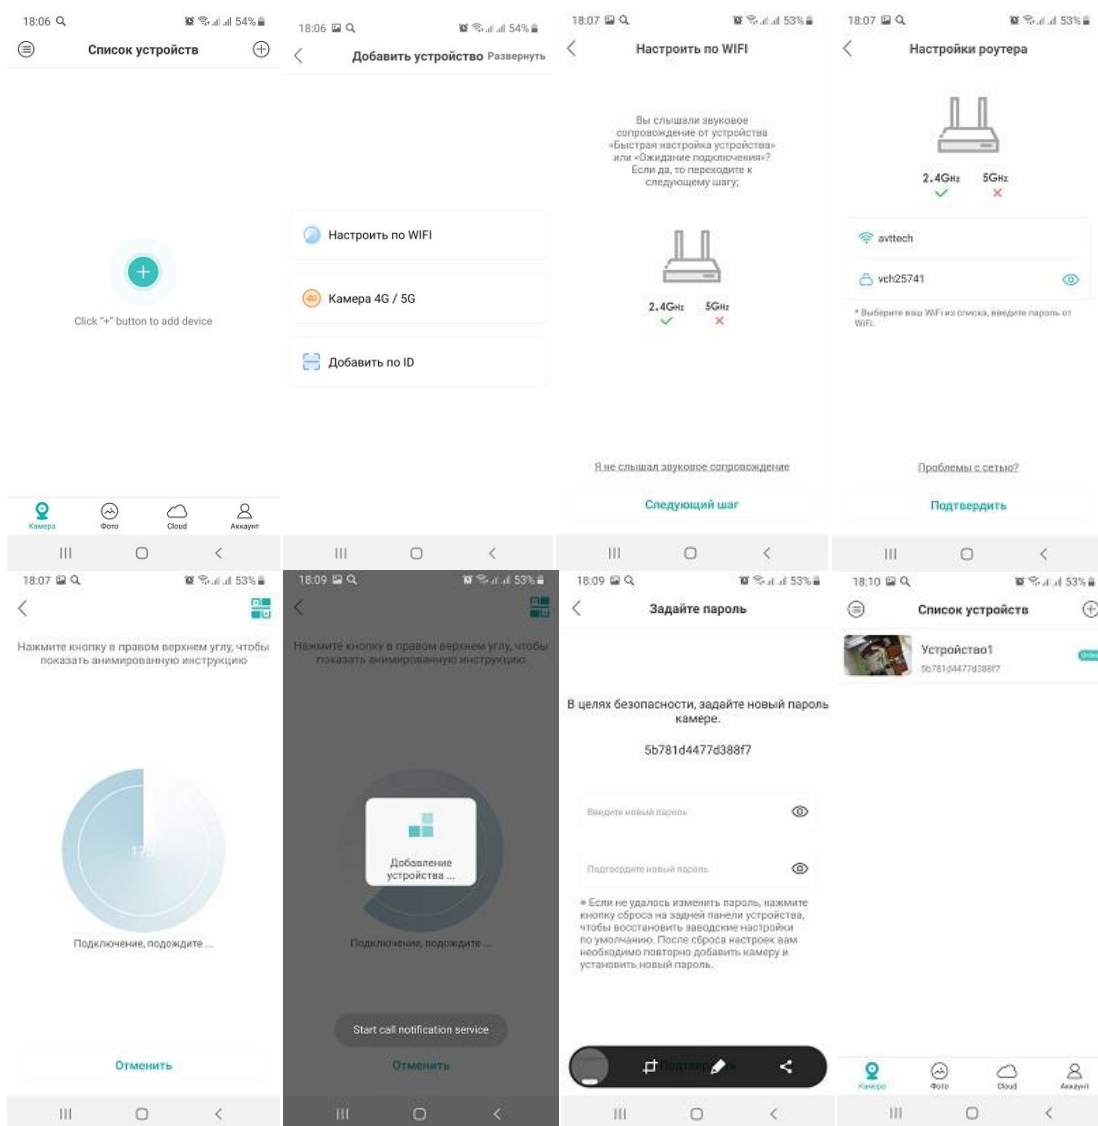 18:06
54%
Список устройств
Click "+" button to add device
Камера
Фото
Cloud
Аккаунт
18:06
54%
Добавить устройство
Развернуть
Настроить по WIFI
4G
Камера 4G / 5G
Добавить по ID
18:07
53%
Настроить по WIFI
Вы слышали звуковое
сопровождение от устройства
«Быстрая настройка устройства»
или «Ожидание подключения»?
Если да, то переходите к
следующему шагу;
2.4GHz
5GHz
Я не слышал звуковое сопровождение
Следующий шаг
18:07
53%
Настройки роутера
2.4GHz
5GHz
avttech
vch25741
* Выберите ваш WiFi из списка, введите пароль от
WiFi.
Проблемы с сетью?
Подтвердить
18:07
53%
Нажмите кнопку в правом верхнем углу, чтобы
показать анимированную инструкцию
Подключение, подождите ...
Отменить
18:09
53%
Нажмите кнопку в правом верхнем углу, чтобы
показать анимированную инструкцию
Добавление
устройства ...
Подключение, подождите ...
Start call notification service
Отменить
18:09
53%
Задайте пароль
В целях безопасности, задайте новый пароль
камере.
5b781d4477d388f7
Введите новый пароль
Подтвердите новый пароль
* Если не удалось изменить пароль, нажмите
кнопку сброса на задней панели устройства,
чтобы восстановить заводские настройки
по умолчанию. После сброса настроек вам
необходимо повторно добавить камеру и
установить новый пароль.
18:10
53%
Список устройств
Устройство1
5b781d4477d388f7
Камера
Фото
Cloud
Аккаунт